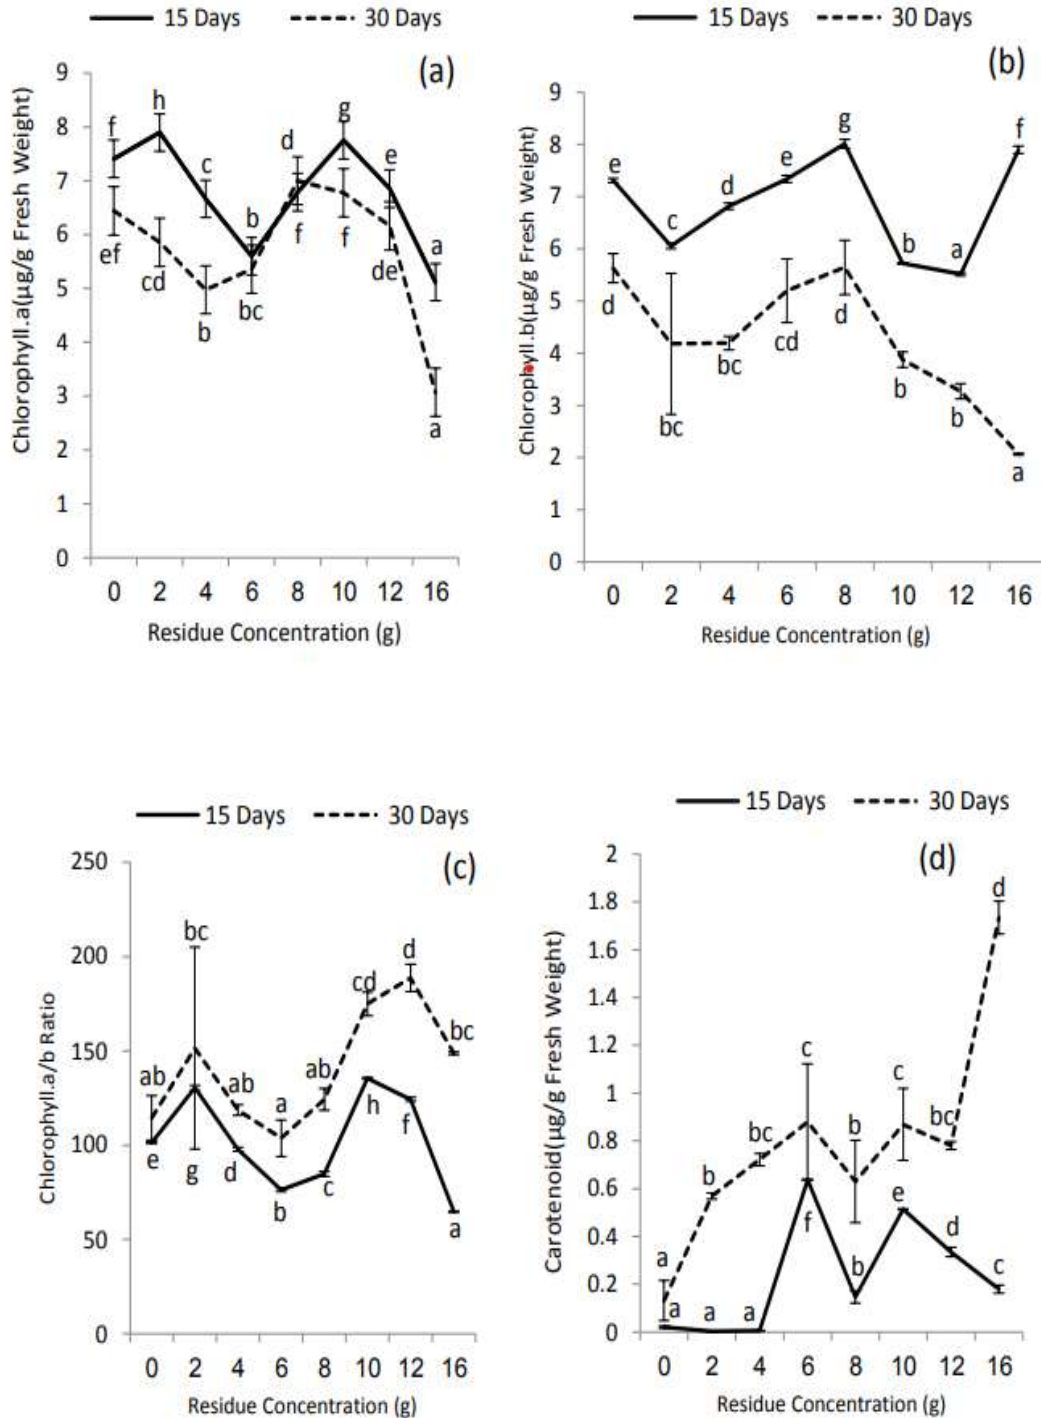 15 Days 30 Days
(a)
Chlorophyll.a(µg/g Fresh Weight)
9
8
7
6
5
4
3
2
1
0
f h c b d g e a
ef cd b bc f f de a
0 2 4 6 8 10 12 16
Residue Concentration (g)
15 Days 30 Days
(b)
Chlorophyll.b(µg/g Fresh Weight)
9
8
7
6
5
4
3
2
1
0
e c d e g b a f
d bc bc cd d b b a
0 2 4 6 8 10 12 16
Residue Concentration (g)
15 Days 30 Days
(c)
Chlorophyll.a/b Ratio
250
200
150
100
50
0
ab bc ab a ab cd d bc
e g d b c h f a
0 2 4 6 8 10 12 16
Residue Concentration (g)
15 Days 30 Days
(d)
Carotenoid(µg/g Fresh Weight)
2
1.8
1.6
1.4
1.2
1
0.8
0.6
0.4
0.2
0
a b bc c b c bc d
a a a f b e d c
0 2 4 6 8 10 12 16
Residue Concentration (g)